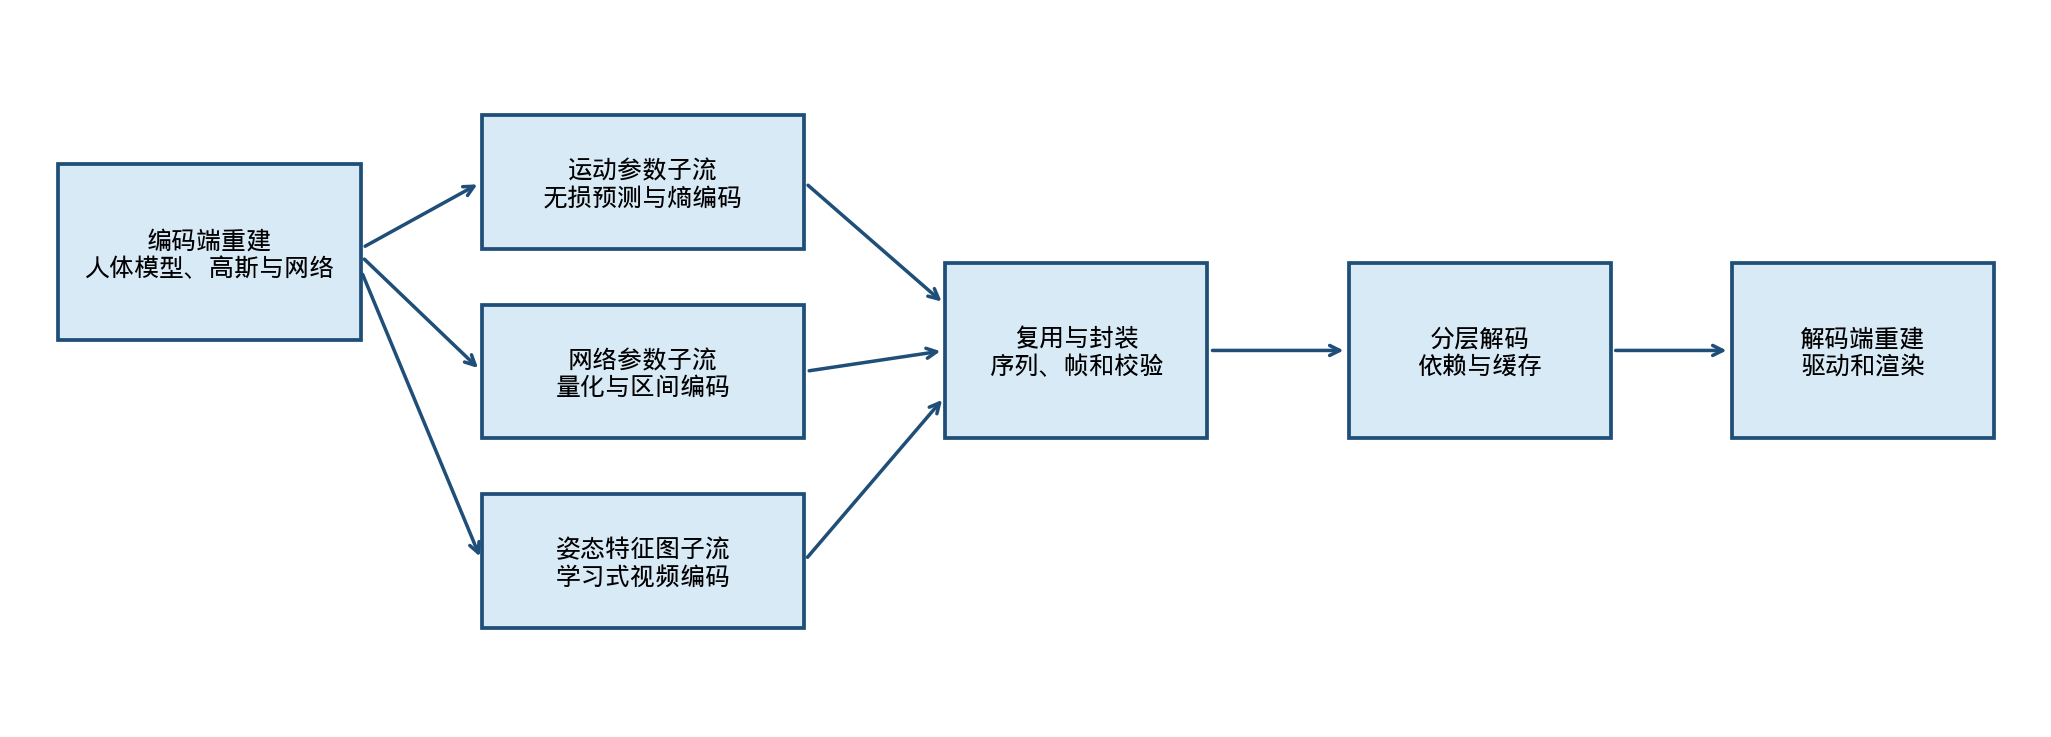 编码端重建
人体模型、高斯与网络
运动参数子流
无损预测与熵编码
网络参数子流
量化与区间编码
姿态特征图子流
学习式视频编码
复用与封装
序列、帧和校验
分层解码
依赖与缓存
解码端重建
驱动和渲染